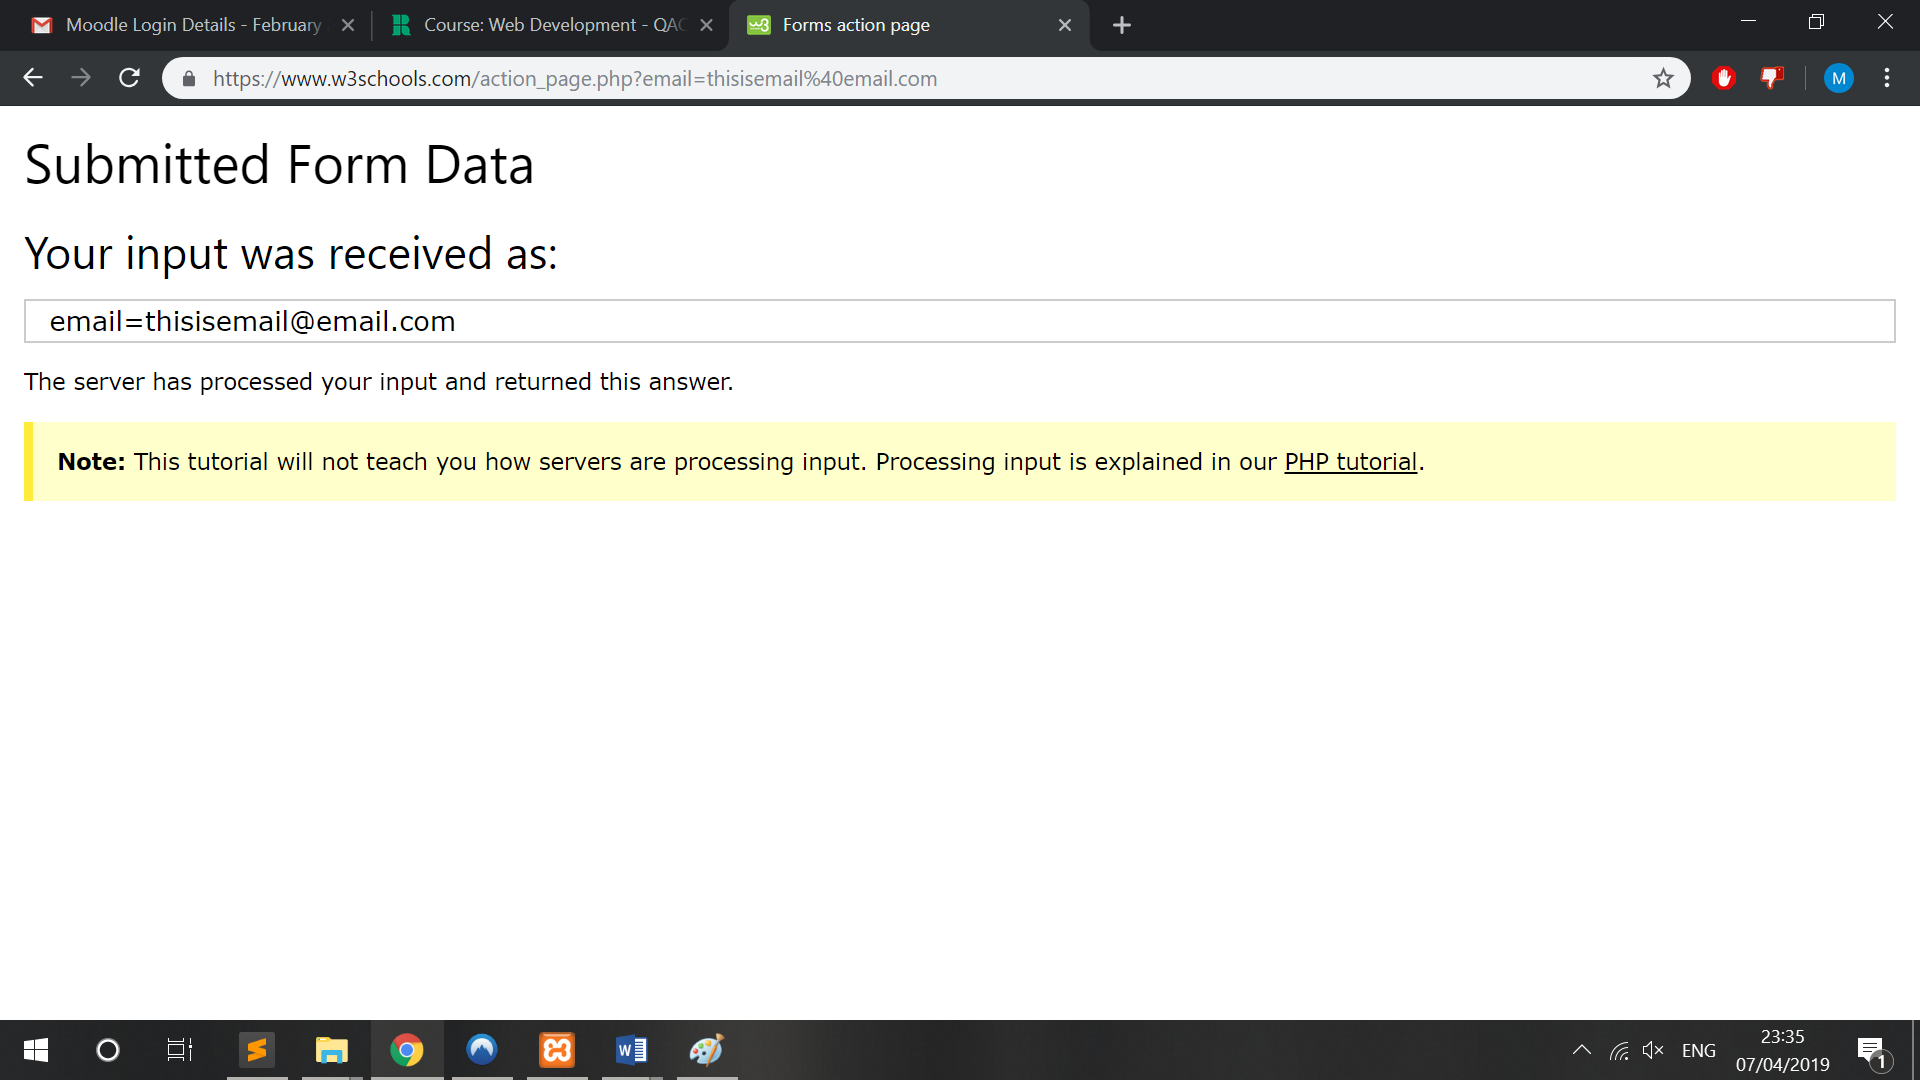 Moodle Login Details - February
Course: Web Development - QAC
Forms action page
https://www.w3schools.com/action_page.php?email=thisisemail%40email.com
M
Submitted Form Data
Your input was received as:
email=thisisemail@email.com
The server has processed your input and returned this answer.
Note: This tutorial will not teach you how servers are processing input. Processing input is explained in our PHP tutorial.
ENG
23:35
07/04/2019
1